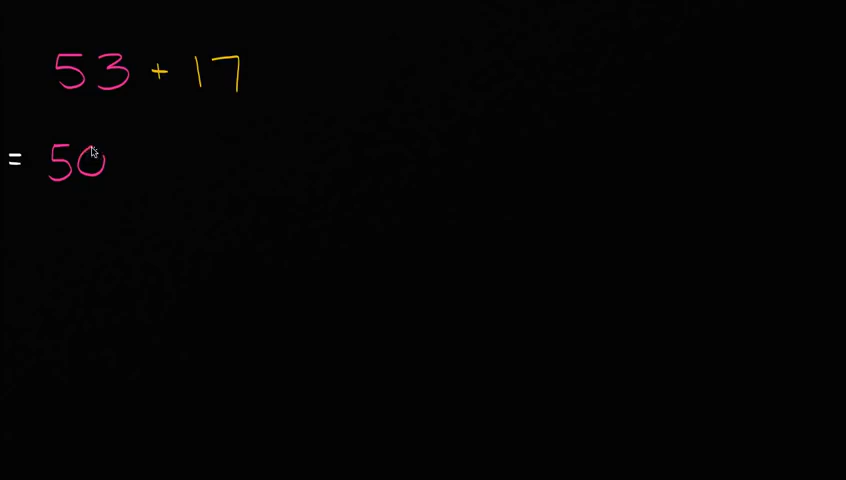 53 + 17
= 50